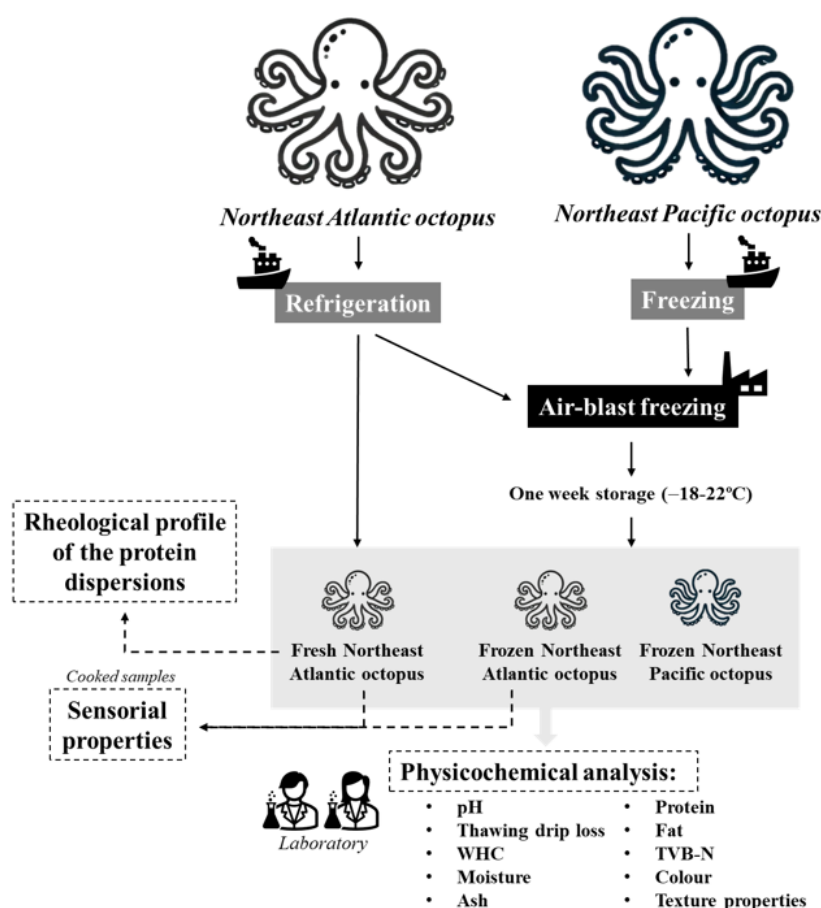 Northeast Atlantic octopus
Northeast Pacific octopus
Refrigeration
Freezing
Air-blast freezing
One week storage (–18-22ºC)
Rheological profile
of the protein
dispersions
Fresh Northeast
Atlantic octopus
Frozen Northeast
Atlantic octopus
Frozen Northeast
Pacific octopus
Cooked samples
Sensorial
properties
Physicochemical analysis:
Laboratory
• pH
• Thawing drip loss
• WHC
• Moisture
• Ash
• Protein
• Fat
• TVB-N
• Colour
• Texture properties